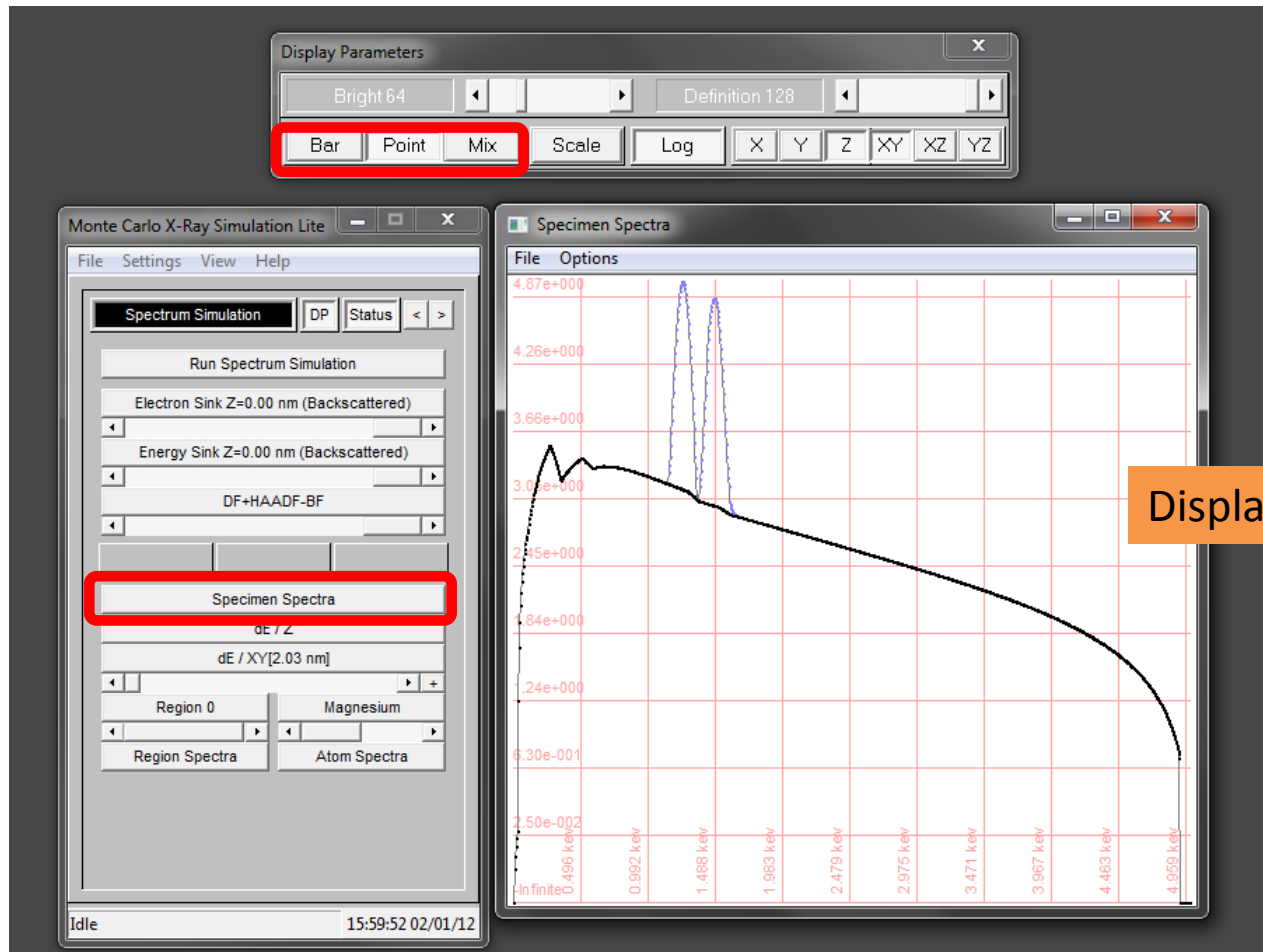 Display Parameters X
Bright 64 Definition 128
Bar Point Mix Scale Log X Y Z XY XZ YZ
Monte Carlo X-Ray Simulation Lite X
File Settings View Help
Spectrum Simulation DP Status < >
Run Spectrum Simulation
Electron Sink Z=0.00 nm (Backscattered)
Energy Sink Z=0.00 nm (Backscattered)
DF+HAADF-BF
Specimen Spectra
dE / Z
dE / XY[2.03 nm]
+
Region 0 Magnesium
Region Spectra Atom Spectra
Idle 15:59:52 02/01/12
Specimen Spectra X
File Options
4.87e+000
4.26e+000
3.66e+000
3.05e+000
2.45e+000
1.84e+000
1.24e+000
6.30e-001
2.50e-002
-Infinite
0.496 kev
0.992 kev
1.488 kev
1.983 kev
2.479 kev
2.975 kev
3.471 kev
3.967 kev
4.463 kev
4.959 kev
Displa